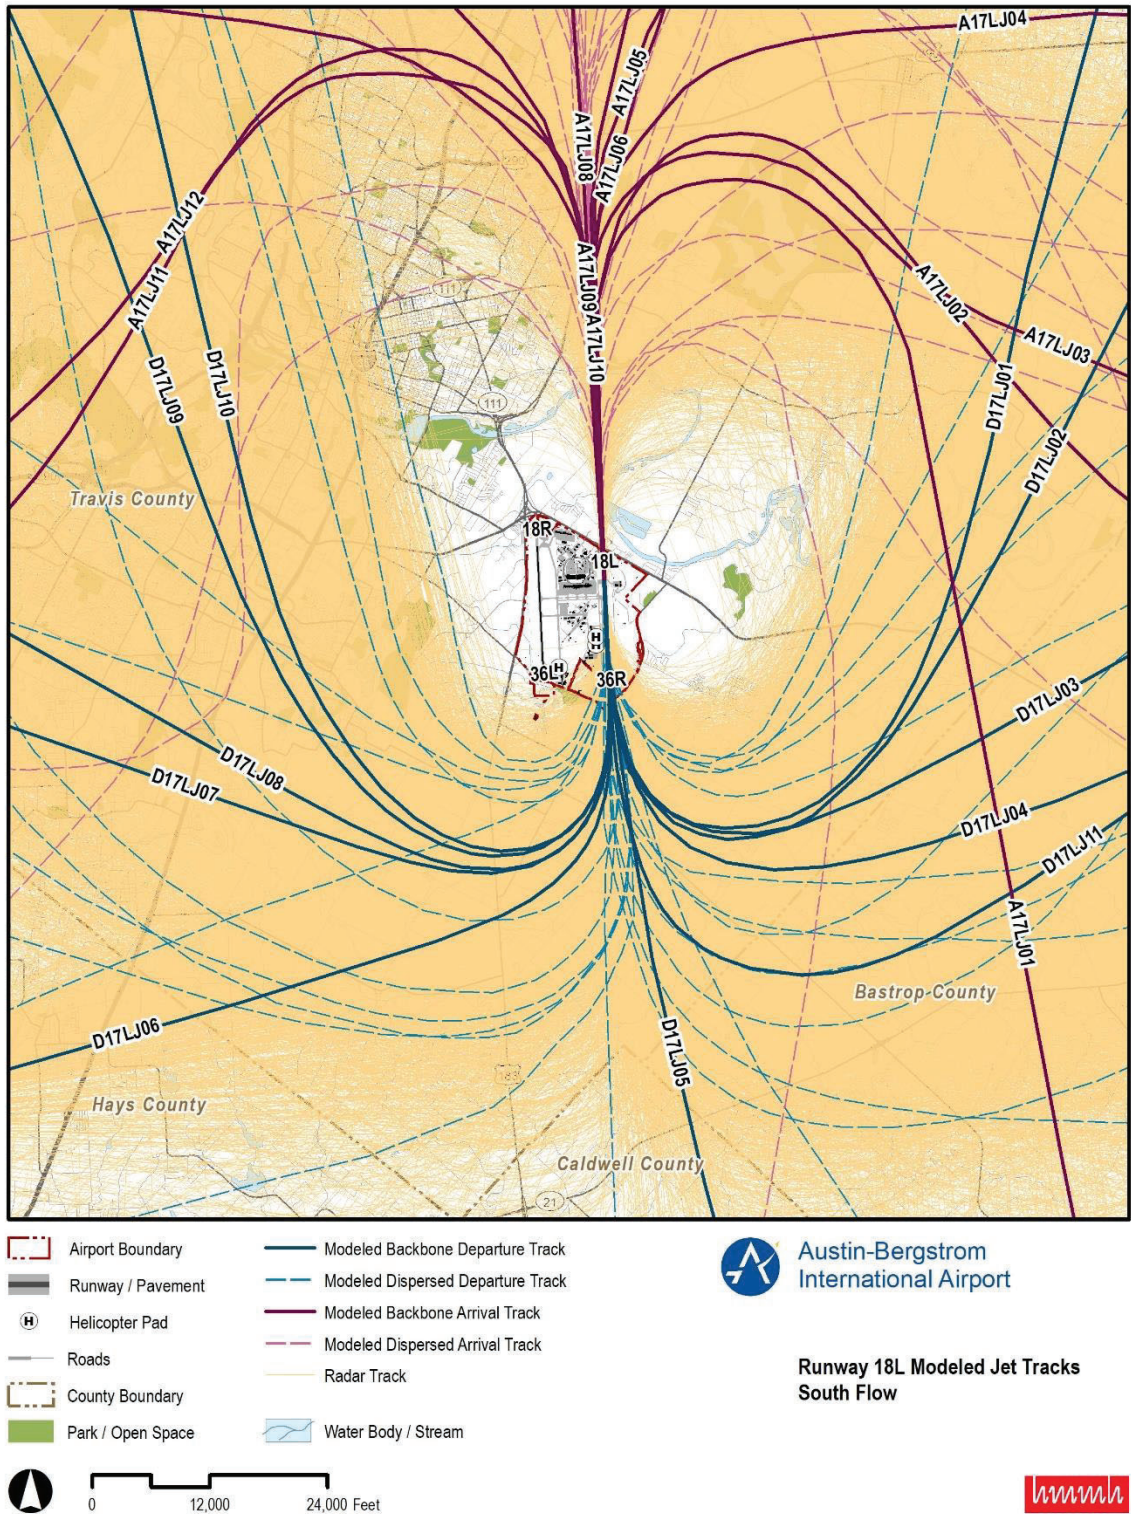 A17LJ04
A17LJ05
A17LJ08
A17LJ06
290
A17LJ12
A17LJ11
A17LJ09
A17LJ10
A17LJ02
A17LJ03
111
111
D17LJ09
D17LJ10
D17LJ01
D17LJ02
Travis County
18R
18L
H
H
H
36L
36R
D17LJ03
D17LJ08
D17LJ07
D17LJ04
D17LJ11
A17LJ01
Bastrop County
D17LJ06
D17LJ05
183
Hays County
Caldwell County
21
Airport Boundary
Runway / Pavement
H Helicopter Pad
Roads
County Boundary
Park / Open Space
Modeled Backbone Departure Track
Modeled Dispersed Departure Track
Modeled Backbone Arrival Track
Modeled Dispersed Arrival Track
Radar Track
Water Body / Stream
Austin-Bergstrom
International Airport
Runway 18L Modeled Jet Tracks
South Flow
0 12,000 24,000 Feet
hmmh